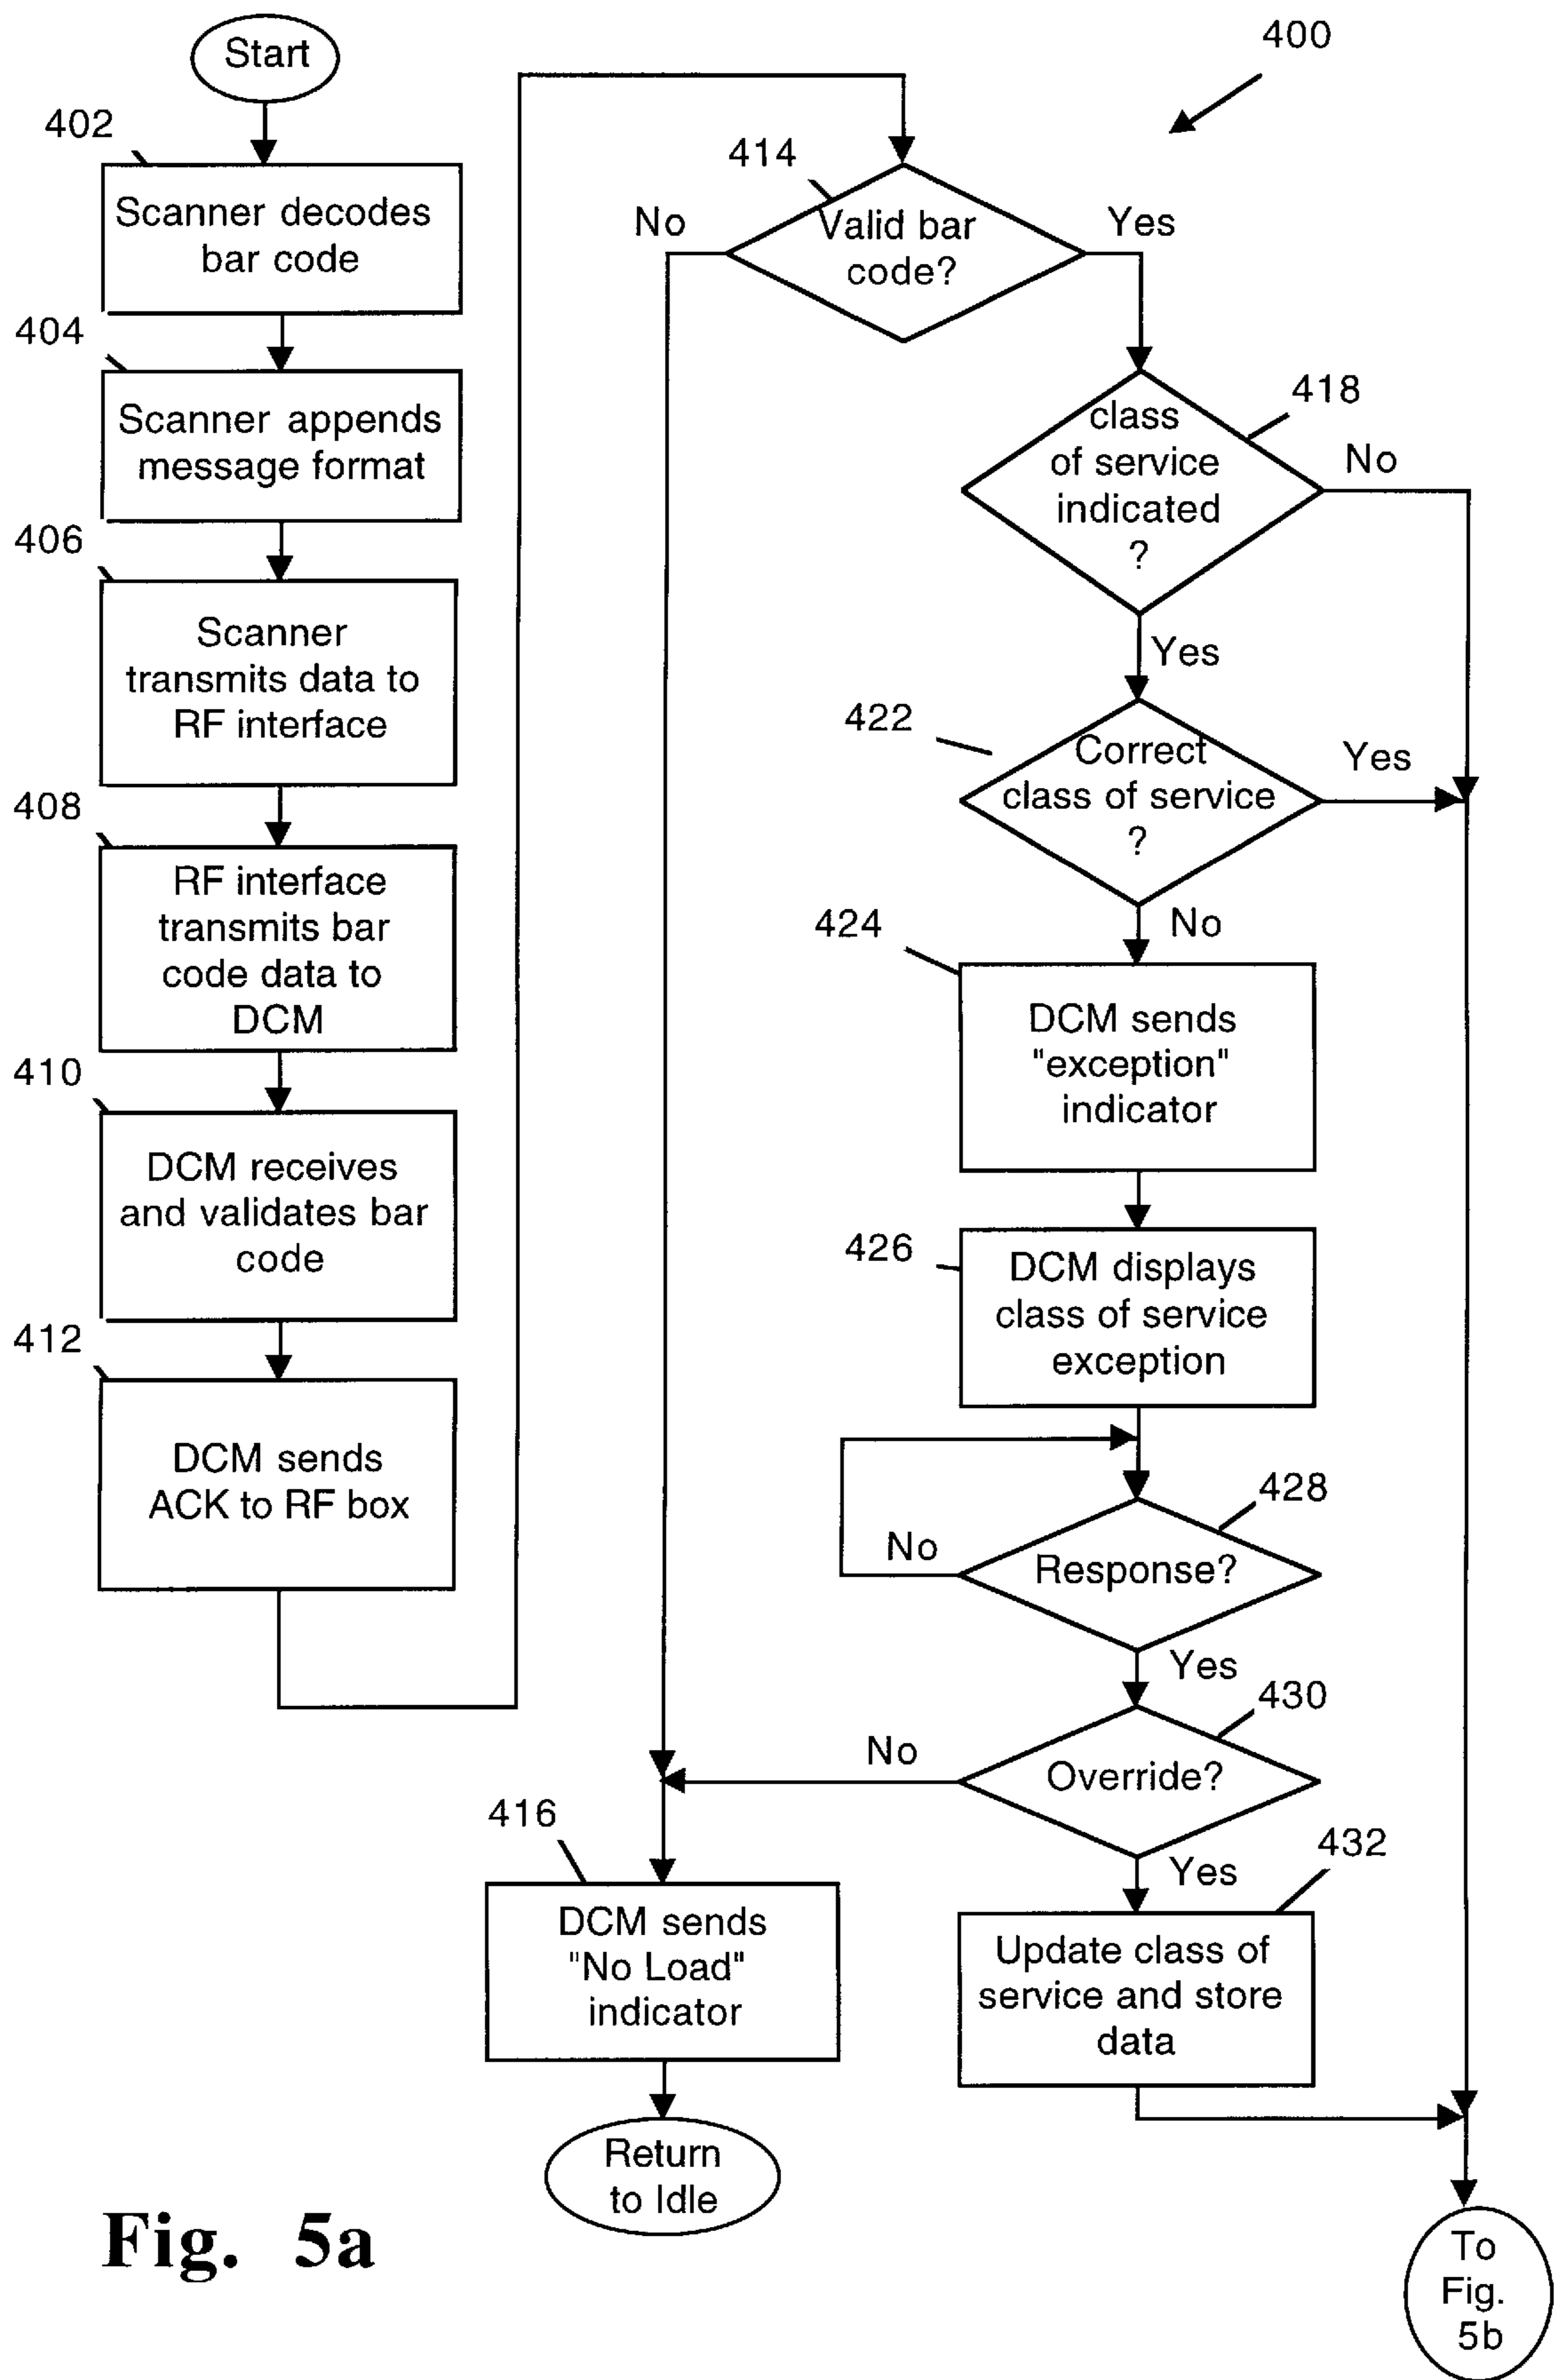 Start
400
402
Scanner decodes
bar code
404
Scanner appends
message format
406
Scanner
transmits data to
RF interface
408
RF interface
transmits bar
code data to
DCM
410
DCM receives
and validates bar
code
412
DCM sends
ACK to RF box
414
No
Valid bar
code?
Yes
418
class
of service
indicated
?
No
Yes
422
Correct
class of service
?
Yes
No
424
DCM sends
"exception"
indicator
426
DCM displays
class of service
exception
428
No
Response?
Yes
430
No
Override?
Yes
416
DCM sends
"No Load"
indicator
432
Update class of
service and store
data
Return
to Idle
To
Fig.
5b
Fig. 5a